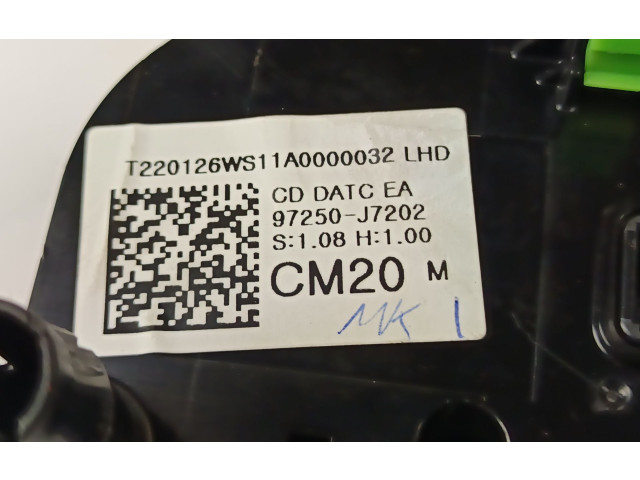 T220126WS11A0000032 LHD
CD DATC EA
97250-J7202
S:1.08 H:1.00
CM20 M
MK 1